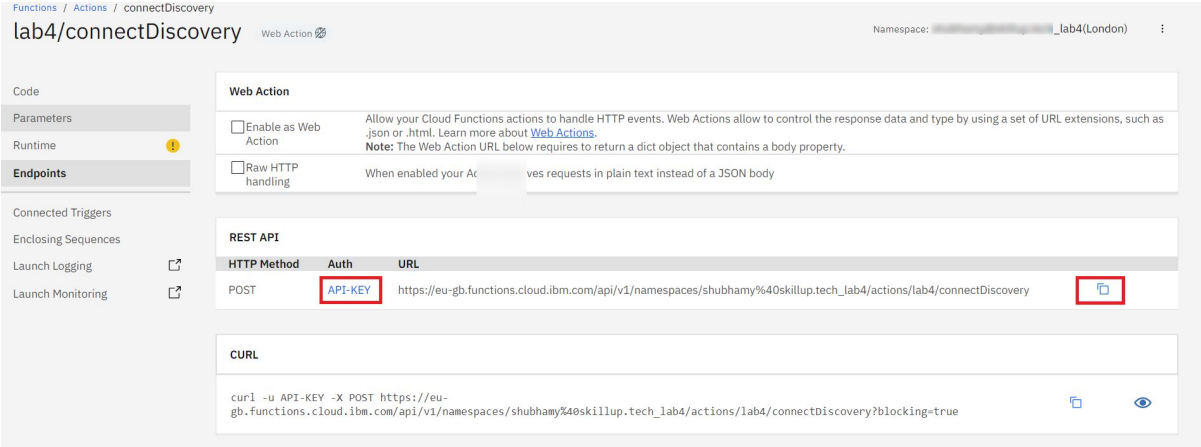 Functions / Actions / connectDiscovery
lab4/connectDiscovery Web Action
Namespace: _lab4(London)
Code
Parameters
Runtime
Endpoints
Connected Triggers
Enclosing Sequences
Launch Logging
Launch Monitoring
Web Action
Enable as Web
Action
Allow your Cloud Functions actions to handle HTTP events. Web Actions allow to control the response data and type by using a set of URL extensions, such as
.json or .html. Learn more about Web Actions.
Note: The Web Action URL below requires to return a dict object that contains a body property.
Raw HTTP
handling
When enabled your requests in plain text instead of a JSON body
REST API
HTTP Method Auth URL
POST API-KEY https://eu-gb.functions.cloud.ibm.com/api/v1/namespaces/shubhamy%40skillup.tech_lab4/actions/lab4/connectDiscovery
CURL
curl -u API-KEY -X POST https://eu-
gb.functions.cloud.ibm.com/api/v1/namespaces/shubhamy%40skillup.tech_lab4/actions/lab4/connectDiscovery?blocking=true